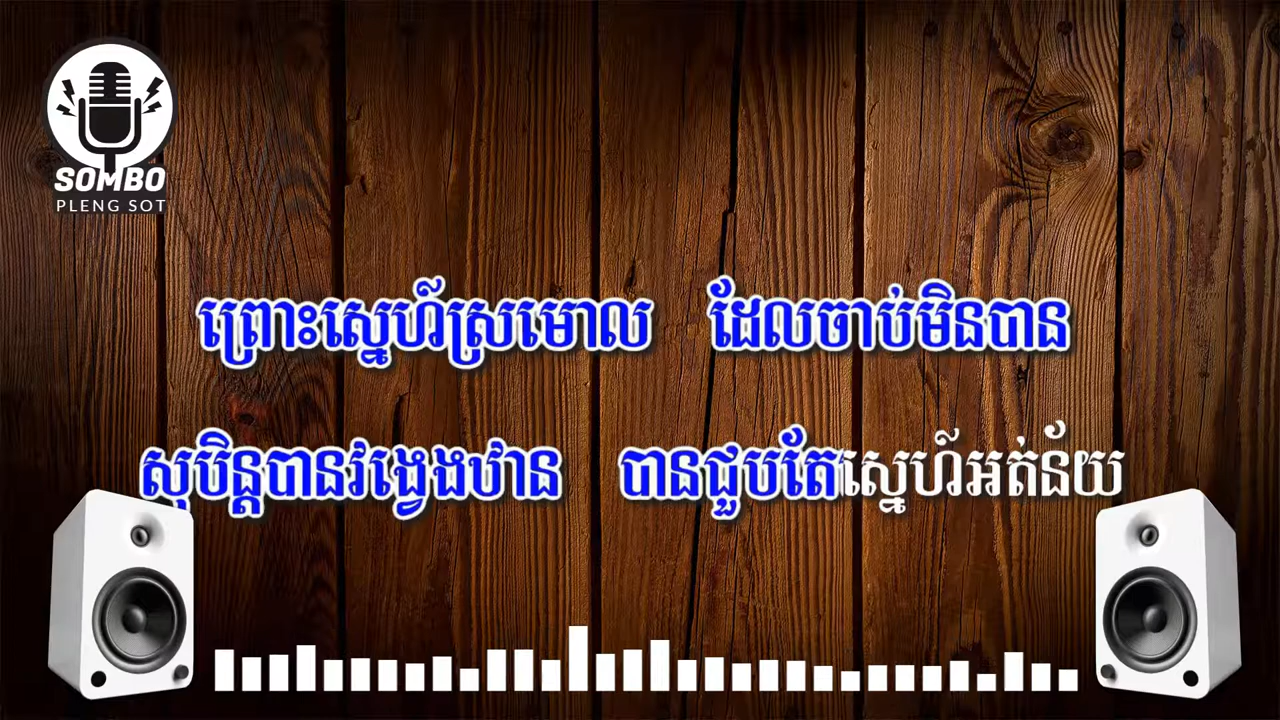 SOMBO
PLENG SOT
ព្រោះស្នេហ៍ស្រមោល ដែលចាប់មិនបាន
សុបិន្តបានវង្វេងឋាន បានជួបតែស្នេហ៍អត់ន័យ